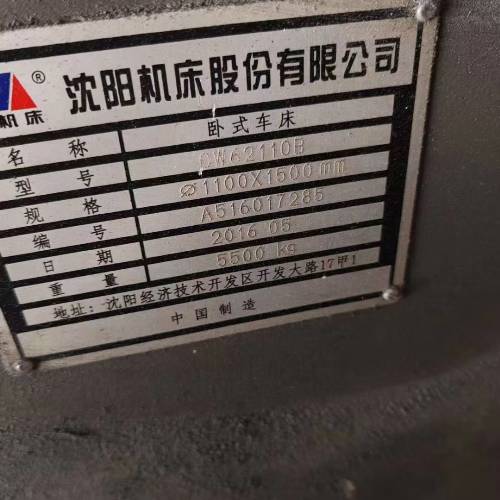 ® 沈阳机床股份有限公司
机床
名称 卧式车床
型号 CW62110B
规格 Ø1100X1500mm
编号 A516017285
日期 2016 05
重量 5500 kg
地址:沈阳经济技术开发区开发大路17甲1
中国制造